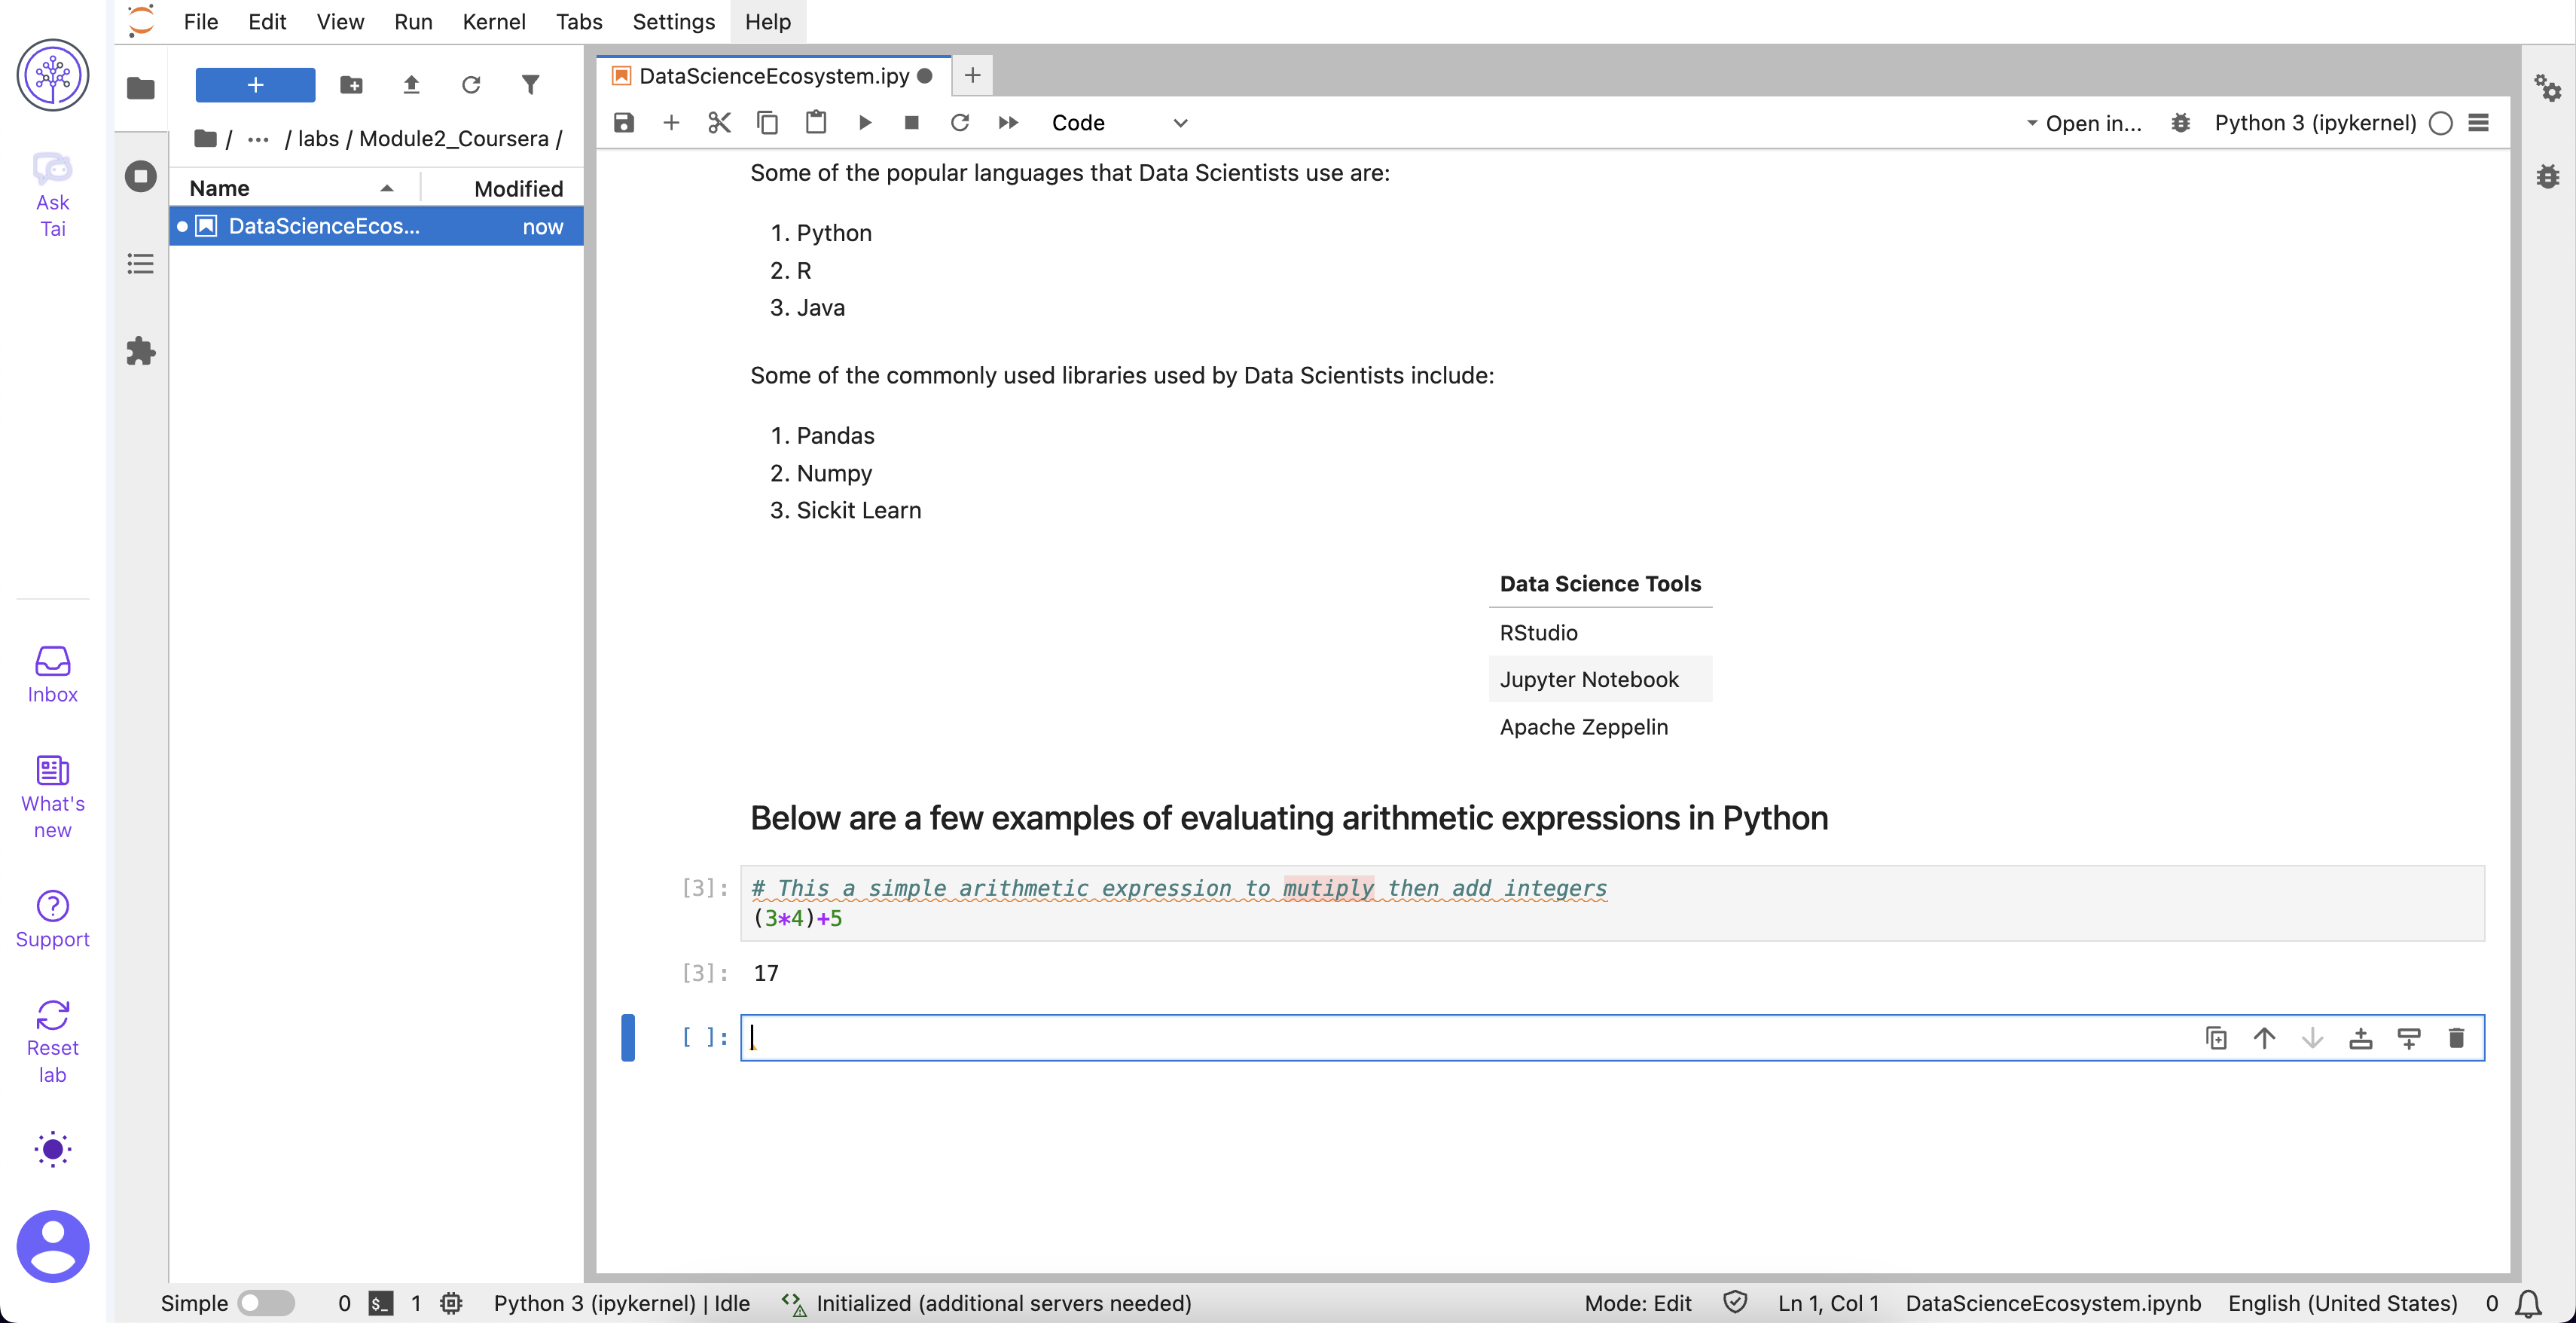 File Edit View Run Kernel Tabs Settings Help
Ask
Tai
Inbox
What's
new
Support
Reset
lab
/ ··· / labs / Module2_Coursera /
Name Modified
DataScienceEcos... now
DataScienceEcosystem.ipy
Code
Open in...
Python 3 (ipykernel)
Some of the popular languages that Data Scientists use are:
1. Python
2. R
3. Java
Some of the commonly used libraries used by Data Scientists include:
1. Pandas
2. Numpy
3. Sickit Learn
Data Science Tools
RStudio
Jupyter Notebook
Apache Zeppelin
Below are a few examples of evaluating arithmetic expressions in Python
[3]: # This a simple arithmetic expression to mutiply then add integers
(3*4)+5
[3]: 17
[ ]:
Simple 0 $_ 1 Python 3 (ipykernel) | Idle Initialized (additional servers needed) Mode: Edit Ln 1, Col 1 DataScienceEcosystem.ipynb English (United States) 0